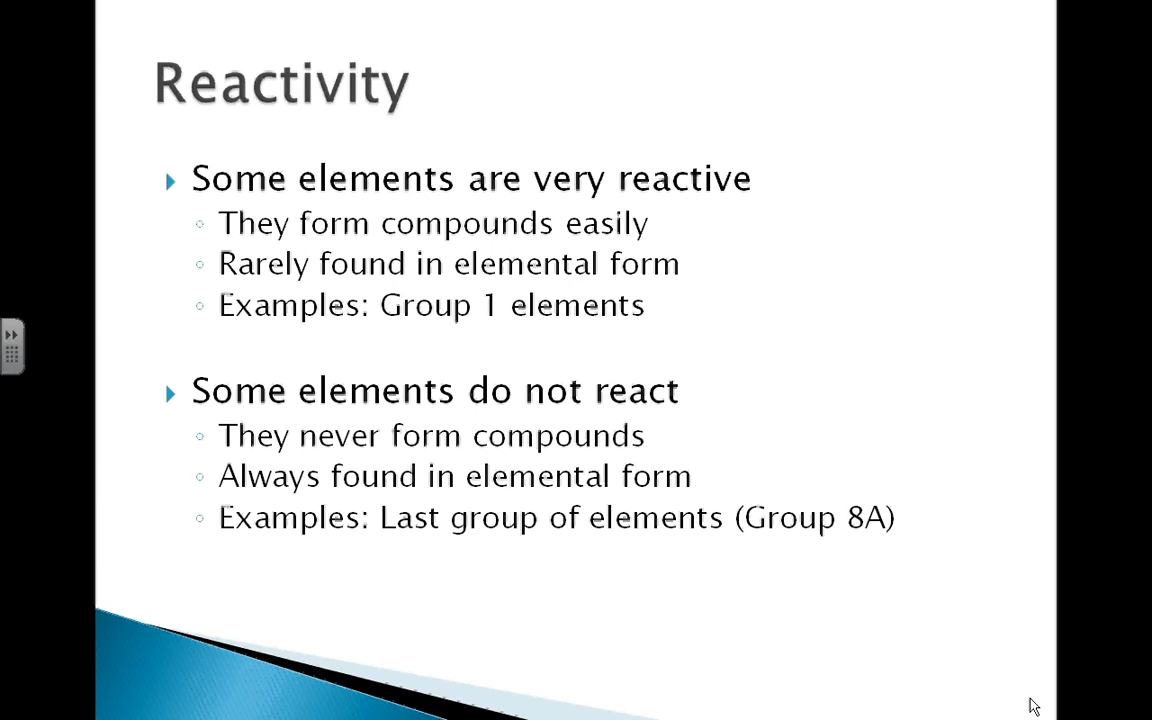 Reactivity
Some elements are very reactive
They form compounds easily
Rarely found in elemental form
Examples: Group 1 elements
Some elements do not react
They never form compounds
Always found in elemental form
Examples: Last group of elements (Group 8A)